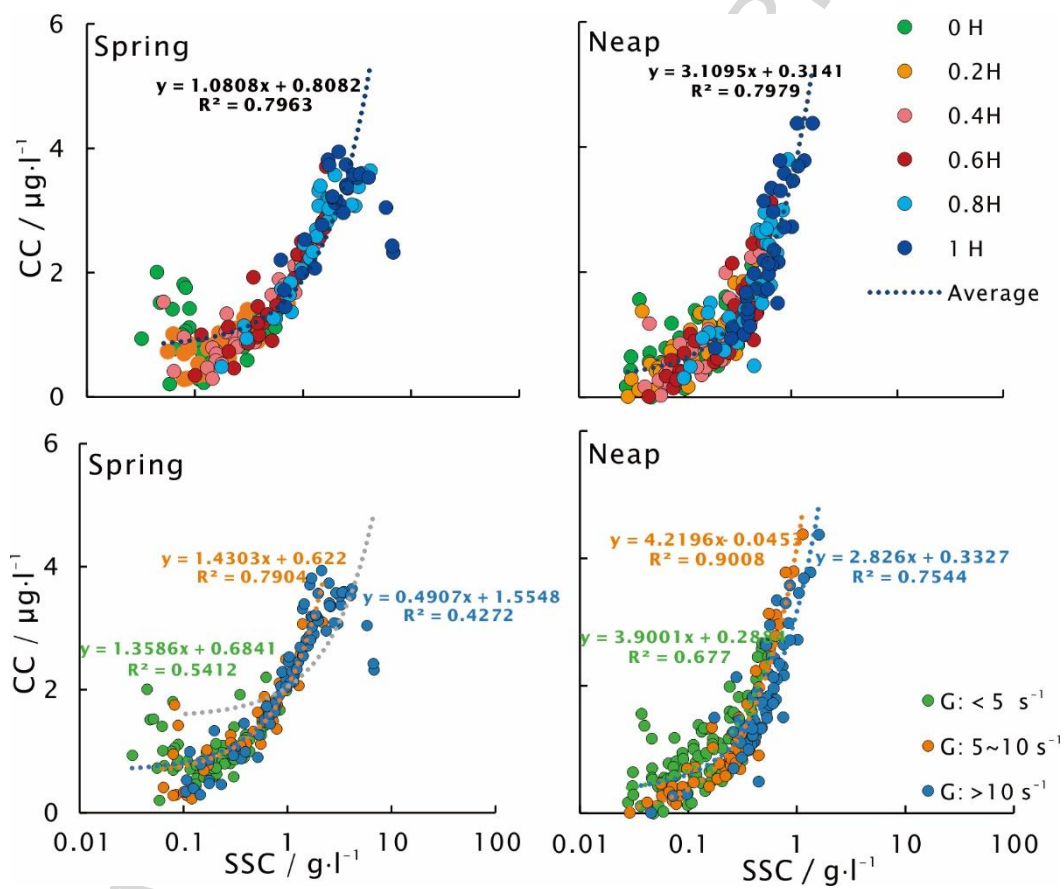 6
Spring
y = 1.0808x + 0.8082
R² = 0.7963
4
2
0
CC / µg·l⁻¹
Neap
y = 3.1095x + 0.3141
R² = 0.7979
0 H
0.2H
0.4H
0.6H
0.8H
1 H
Average
6
Spring
y = 1.4303x + 0.622
R² = 0.7904
y = 0.4907x + 1.5548
R² = 0.4272
y = 1.3586x + 0.6841
R² = 0.5412
4
2
0
CC / µg·l⁻¹
0.01 0.1 1 10
SSC / g·l⁻¹
Neap
y = 4.2196x- 0.0453
R² = 0.9008
y = 2.826x + 0.3327
R² = 0.7544
y = 3.9001x + 0.288
R² = 0.677
G: < 5 s⁻¹
G: 5~10 s⁻¹
G: >10 s⁻¹
0.01 0.1 1 10 100
SSC / g·l⁻¹